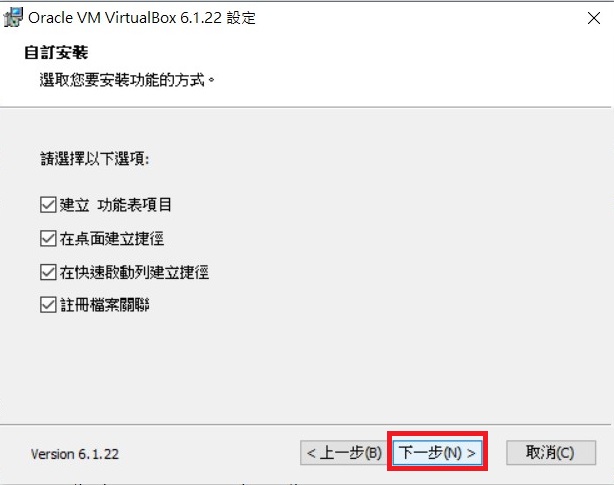 Oracle VM VirtualBox 6.1.22 設定
自訂安裝
選取您要安裝功能的方式。
請選擇以下選項:
建立 功能表項目
在桌面建立捷徑
在快速啟動列建立捷徑
註冊檔案關聯
Version 6.1.22
< 上一步(B) 下一步(N) > 取消(C)